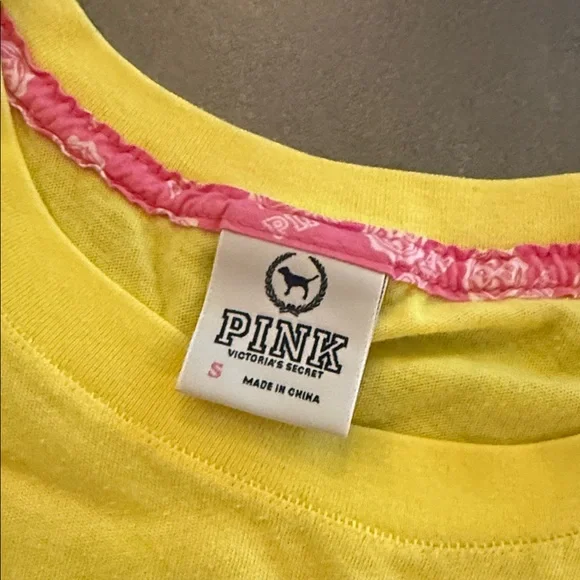 PINK
VICTORIA'S SECRET
S
MADE IN CHINA